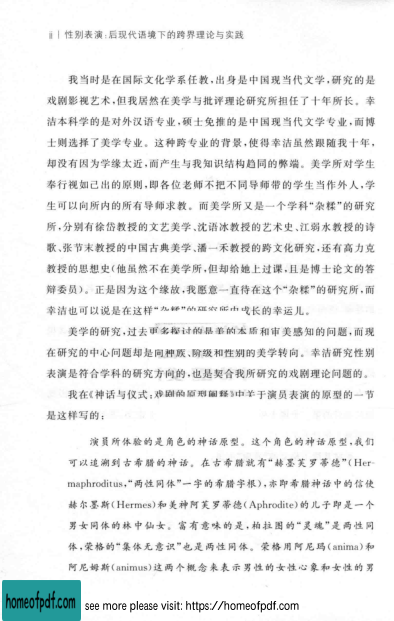 ii | 性别表演:后现代语境下的跨界理论与实践
我当时是在国际文化学系任教,出身是中国现当代文学,研究的是
戏剧影视艺术,但我居然在美学与批评理论研究所担任了十年所长。幸
洁本科学的是对外汉语专业,硕士免推的是中国现当代文学专业,而博
士则选择了美学专业。这种跨专业的背景,使得幸洁虽然跟随我十年,
却没有因为学缘太近,而产生与我知识结构趋同的弊端。美学所对学生
奉行视如己出的原则,即各位老师不把不同导师带的学生当作外人,学
生可以向所内的所有导师求教。而美学所又是一个学科“杂糅”的研究
所,分别有徐岱教授的文艺美学、沈语冰教授的艺术史、江弱水教授的诗
歌、张节末教授的中国古典美学、潘一禾教授的跨文化研究,还有高力克
教授的思想史(他虽然不在美学所,但却给她上过课,且是博士论文的答
辩委员)。正是因为这个缘故,我愿意一直待在这个“杂糅”的研究所,而
幸洁也可以说是在这样“杂糅”的研究所中成长的幸运儿。
美学的研究,过去更多探讨的是美的本质和审美感知的问题,而现
在研究的中心问题却是向种族、阶级和性别的美学转向。幸洁研究性别
表演是符合学科的研究方向的,也是契合我所研究的戏剧理论问题的。
我在《神话与仪式:戏剧的原型阐释》中关于演员表演的原型的一节
是这样写的:
演员所体验的是角色的神话原型。这个角色的神话原型,我们
可以追溯到古希腊的神话。在古希腊就有“赫墨芙罗蒂德”(Her-
maphroditus,“两性同体”一字的希腊字根),亦即希腊神话中的信使
赫尔墨斯(Hermes)和美神阿芙罗蒂德(Aphrodite)的儿子即是一个
男女同体的林中仙女。富有意味的是,柏拉图的“灵魂”是两性同
体,荣格的“集体无意识”也是两性同体。荣格用阿尼玛(anima)和
阿尼姆斯(animus)这两个概念来表示男性的女性心象和女性的男
homeofpdf.com
see more please visit: https://homeofpdf.com